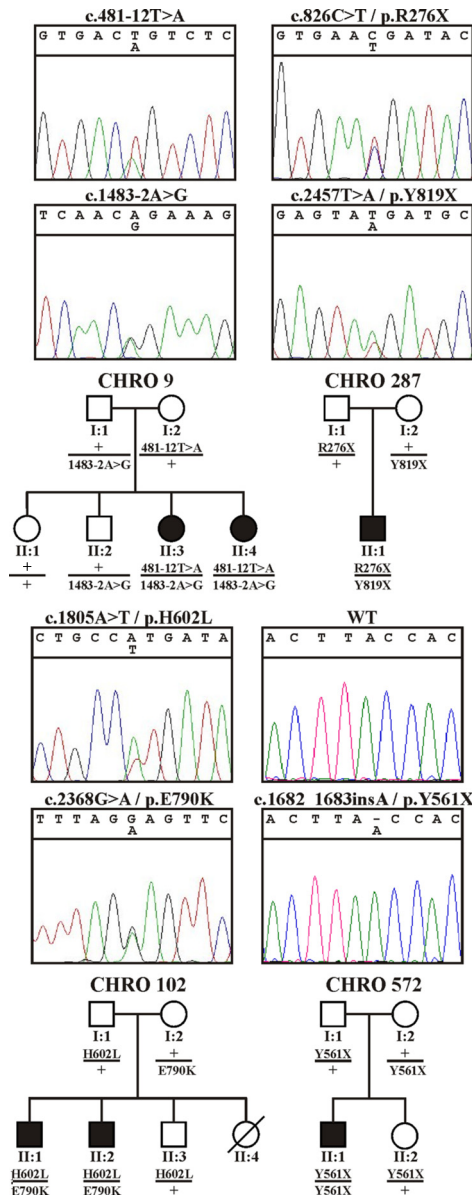 c.481-12T>A c.826C>T / p.R276X
G T G A C T G T C T C G T G A A C G A T A C
A T
c.1483-2A>G c.2457T>A / p.Y819X
T C A A C A G A A A G G A G T A T G A T G C
G A
CHRO 9 CHRO 287
I:1 I:2 I:1 I:2
+ 481-12T>A R276X +
1483-2A>G + + Y819X
II:1 II:2 II:3 II:4 II:1
+ + 481-12T>A 481-12T>A R276X
+ 1483-2A>G 1483-2A>G 1483-2A>G Y819X
c.1805A>T / p.H602L WT
C T G C C A T G A T A A C T T A C C A C
T
c.2368G>A / p.E790K c.1682_1683insA / p.Y561X
T T T A G G A G T T C A C T T A - C C A C
A A
CHRO 102 CHRO 572
I:1 I:2 I:1 I:2
H602L + Y561X +
+ E790K + Y561X
II:1 II:2 II:3 II:4 II:1 II:2
H602L H602L H602L Y561X Y561X
E790K E790K + Y561X +